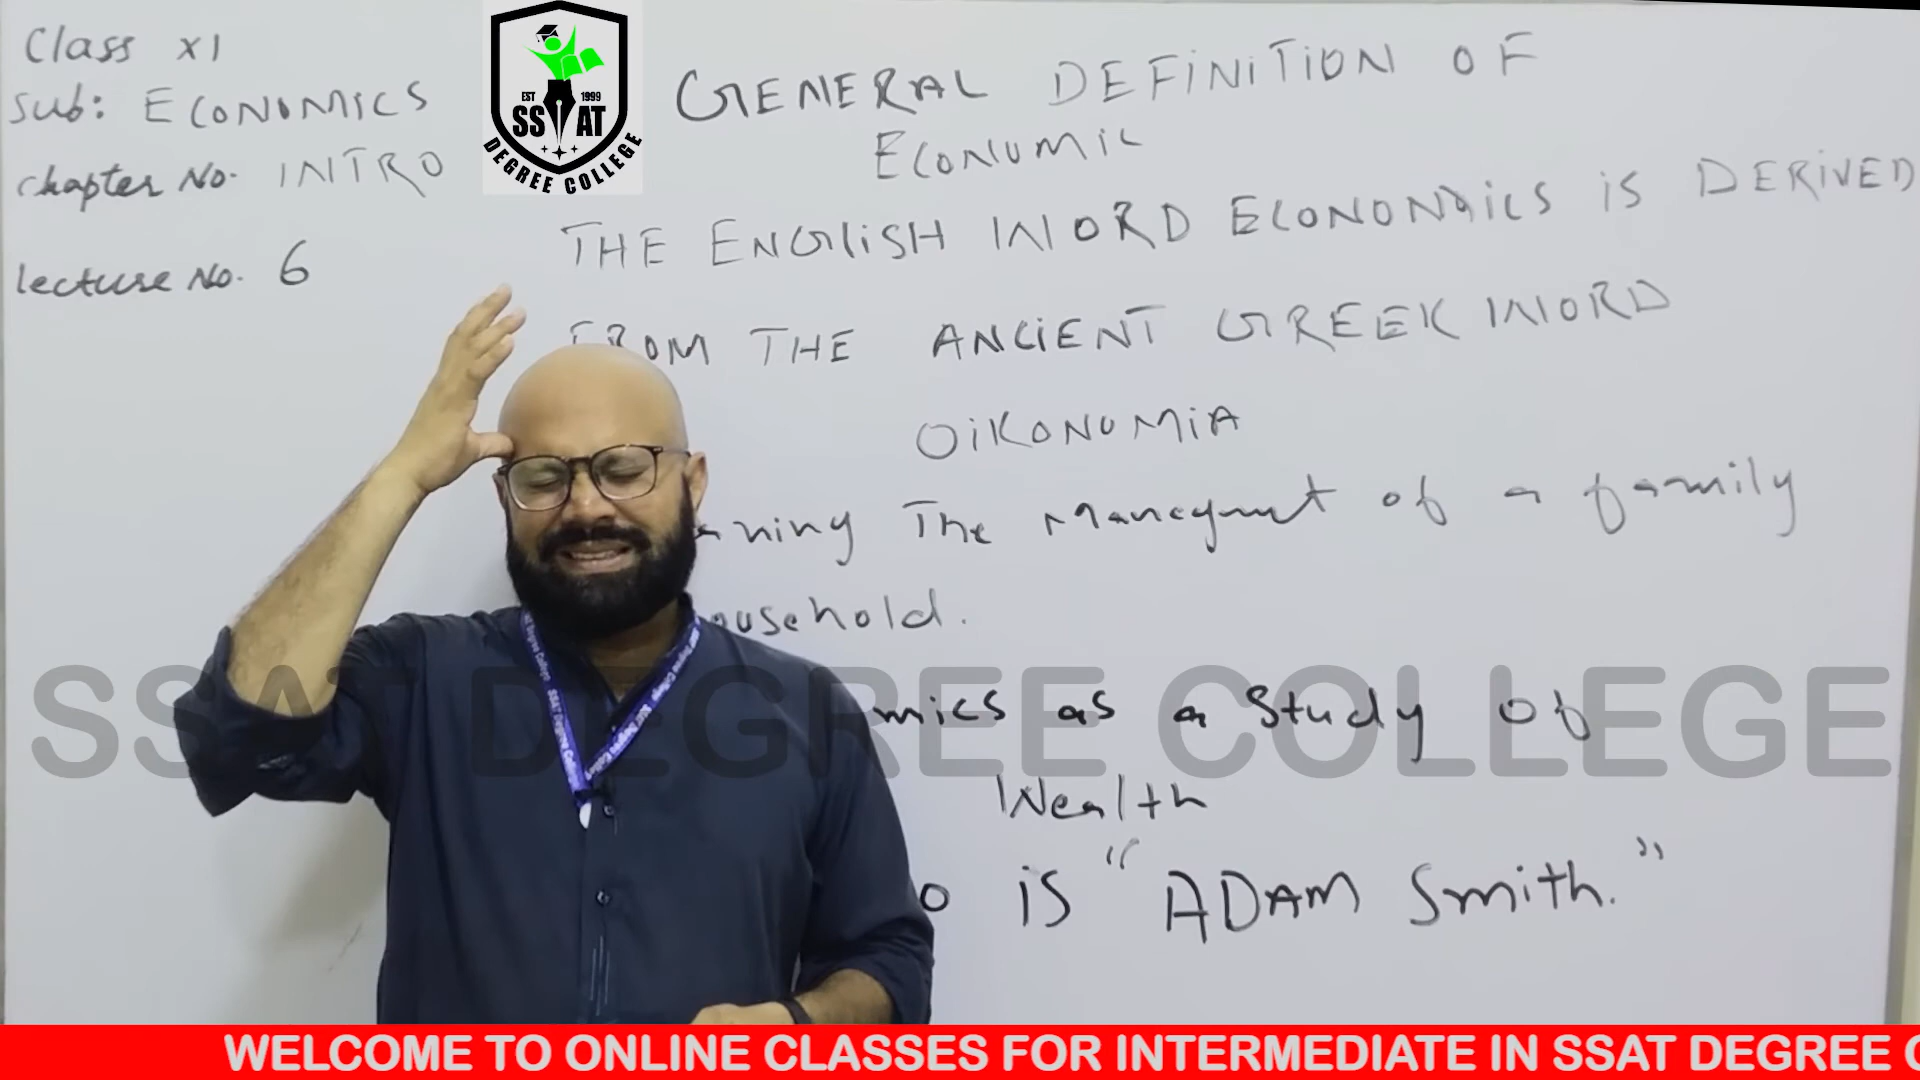 Class XI
Sub: ECONOMICS
chapter No. INTRO
lecture No. 6
EST 1999
SSAT
DEGREE COLLEGE
GENERAL DEFINITION OF
ECONOMIC
THE ENGLISH WORD ECONOMICS IS DERIVED
FROM THE ANCIENT GREEK WORD
OIKONOMIA
The Managment of a family
ousehold.
mics as a Study of
Wealth
is "ADAM Smith."
SSAT DEGREE COLLEGE
WELCOME TO ONLINE CLASSES FOR INTERMEDIATE IN SSAT DEGREE C